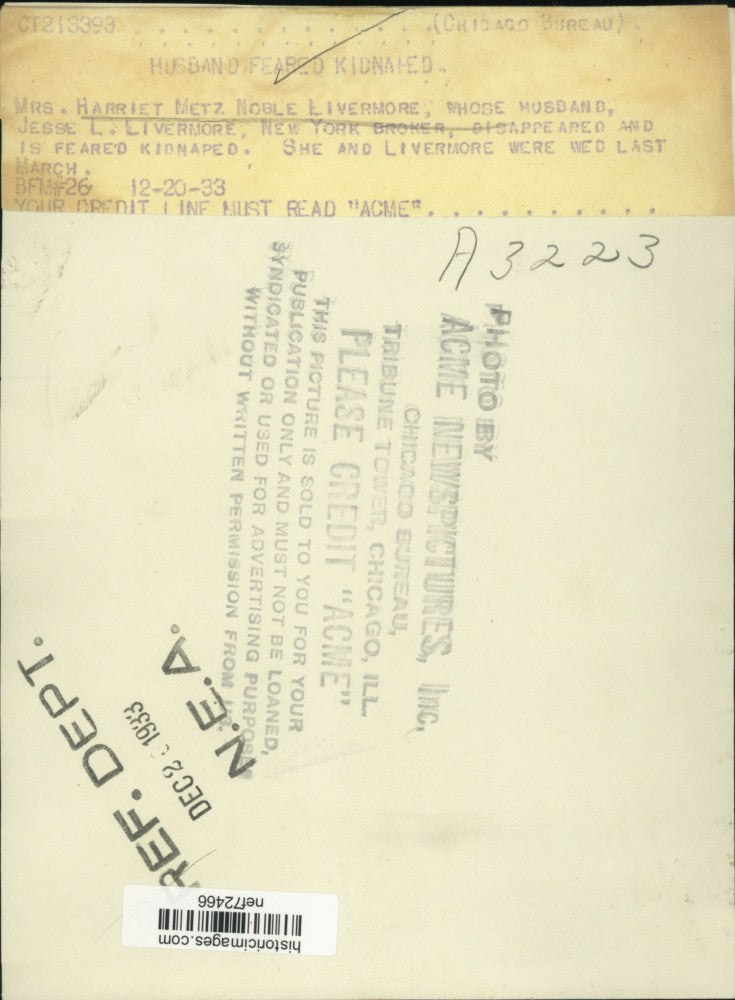 CT213393 . . . . . . . . . . . (CHICAGO BUREAU) .
HUSBAND FEARED KIDNAPED.
MRS. HARRIET METZ NOBLE LIVERMORE, WHOSE HUSBAND,
JESSE L. LIVERMORE, NEW YORK BROKER, DISAPPEARED AND
IS FEARED KIDNAPED. SHE AND LIVERMORE WERE WED LAST
MARCH.
BFM#26 12-20-33
YOUR CREDIT LINE MUST READ "ACME". . . . . . . . . . .
A3223
PHOTO BY
ACME NEWSPICTURES, Inc.
CHICAGO BUREAU,
TRIBUNE TOWER, CHICAGO, ILL.
PLEASE CREDIT "ACME"
THIS PICTURE IS SOLD TO YOU FOR YOUR
PUBLICATION ONLY AND MUST NOT BE LOANED,
SYNDICATED OR USED FOR ADVERTISING PURPOSES
WITHOUT WRITTEN PERMISSION FROM US.
REF. DEPT.
DEC 2 1933
N.E.A.
historicimages.com
nef72466